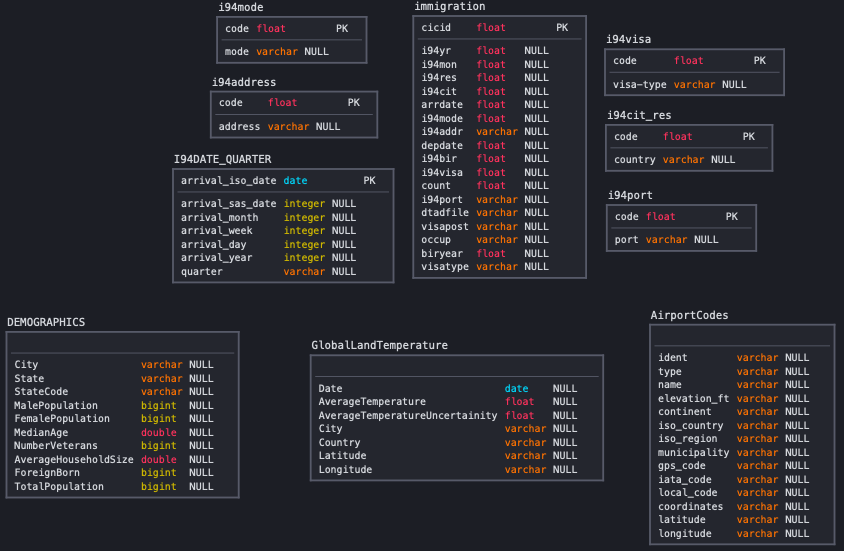 i94mode
code float PK
mode varchar NULL
i94address
code float PK
address varchar NULL
I94DATE_QUARTER
arrival_iso_date date PK
arrival_sas_date integer NULL
arrival_month integer NULL
arrival_week integer NULL
arrival_day integer NULL
arrival_year integer NULL
quarter varchar NULL
immigration
cicid float PK
i94yr float NULL
i94mon float NULL
i94res float NULL
i94cit float NULL
arrdate float NULL
i94mode float NULL
i94addr varchar NULL
depdate float NULL
i94bir float NULL
i94visa float NULL
count float NULL
i94port varchar NULL
dtadfile varchar NULL
visapost varchar NULL
occup varchar NULL
biryear float NULL
visatype varchar NULL
i94visa
code float PK
visa-type varchar NULL
i94cit_res
code float PK
country varchar NULL
i94port
code float PK
port varchar NULL
DEMOGRAPHICS
City varchar NULL
State varchar NULL
StateCode varchar NULL
MalePopulation bigint NULL
FemalePopulation bigint NULL
MedianAge double NULL
NumberVeterans bigint NULL
AverageHouseholdSize double NULL
ForeignBorn bigint NULL
TotalPopulation bigint NULL
GlobalLandTemperature
Date date NULL
AverageTemperature float NULL
AverageTemperatureUncertainity float NULL
City varchar NULL
Country varchar NULL
Latitude varchar NULL
Longitude varchar NULL
AirportCodes
ident varchar NULL
type varchar NULL
name varchar NULL
elevation_ft varchar NULL
continent varchar NULL
iso_country varchar NULL
iso_region varchar NULL
municipality varchar NULL
gps_code varchar NULL
iata_code varchar NULL
local_code varchar NULL
coordinates varchar NULL
latitude varchar NULL
longitude varchar NULL